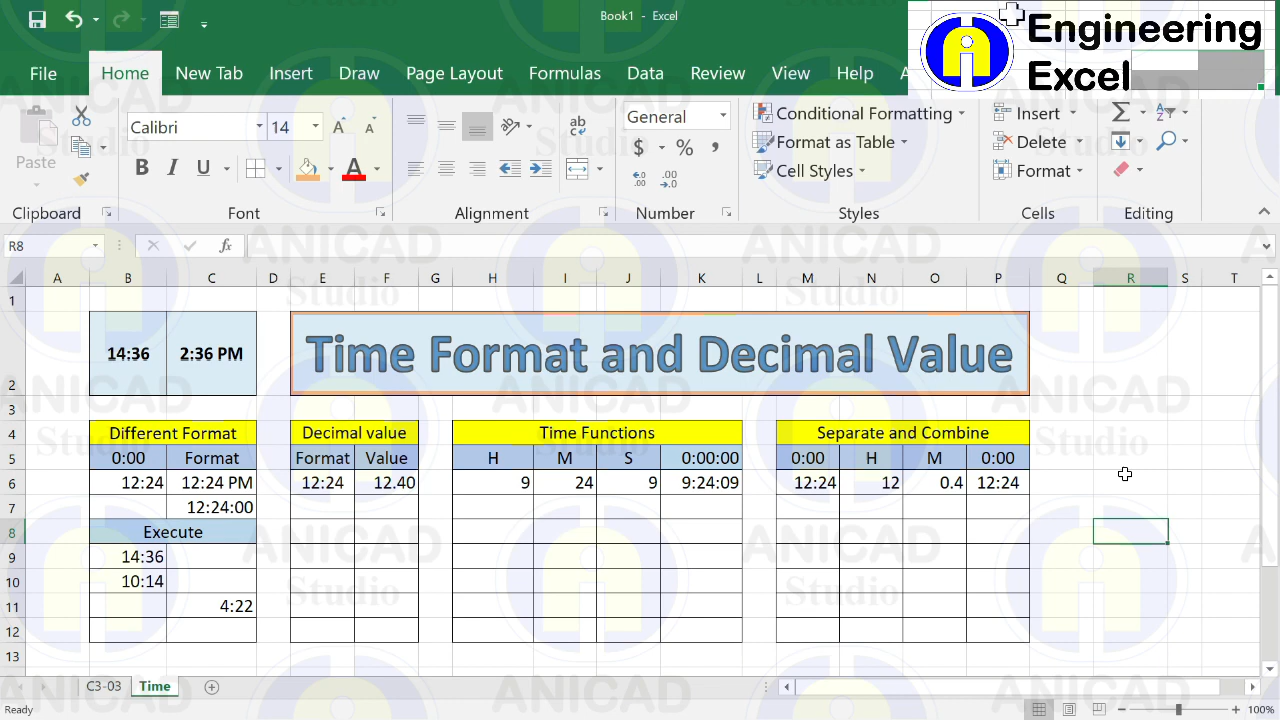 Book1 - Excel
Engineering
Excel
File Home New Tab Insert Draw Page Layout Formulas Data Review View Help
Paste
Calibri 14
General
Conditional Formatting
Format as Table
Cell Styles
Insert
Delete
Format
Clipboard Font Alignment Number Styles Cells Editing
R8 fx
A B C D E F G H I J K L M N O P Q R S T
1
2 14:36 2:36 PM Time Format and Decimal Value
3
4 Different Format Decimal value Time Functions Separate and Combine
5 0:00 Format Format Value H M S 0:00:00 0:00 H M 0:00
6 12:24 12:24 PM 12:24 12.40 9 24 9 9:24:09 12:24 12 0.4 12:24
7 12:24:00
8 Execute
9 14:36
10 10:14
11 4:22
12
13
C3-03 Time
Ready 100%
ANICAD
Studio